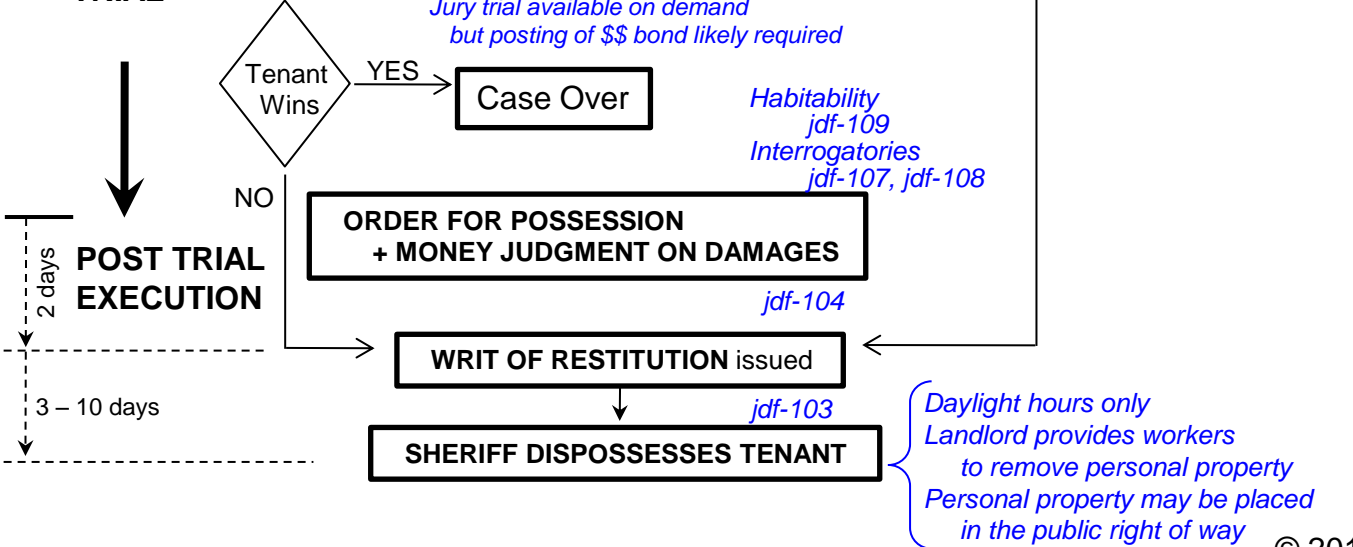 Jury trial available on demand
but posting of $$ bond likely required
Tenant
Wins
YES
Case Over
Habitability
jdf-109
Interrogatories
jdf-107, jdf-108
NO
ORDER FOR POSSESSION
+ MONEY JUDGMENT ON DAMAGES
2 days
POST TRIAL
EXECUTION
jdf-104
WRIT OF RESTITUTION issued
3 – 10 days
jdf-103
SHERIFF DISPOSSESSES TENANT
Daylight hours only
Landlord provides workers
to remove personal property
Personal property may be placed
in the public right of way